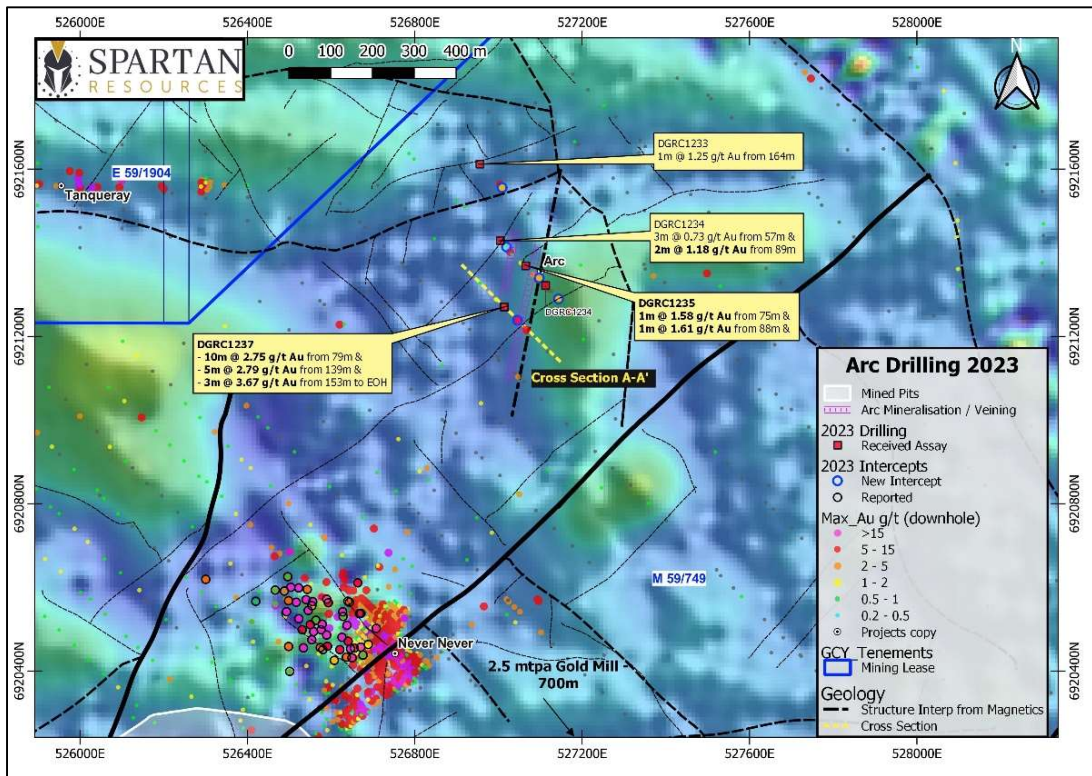 526000E
526400E
526800E
527200E
527600E
528000E
SPARTAN
RESOURCES
0 100 200 300 400 m
N
6921600N
6921600N
E 59/1904
Tanqueray
DGRC1233
1m @ 1.25 g/t Au from 164m
DGRC1234
3m @ 0.73 g/t Au from 57m &
2m @ 1.18 g/t Au from 89m
Arc
DGRC1234
DGRC1235
1m @ 1.58 g/t Au from 75m &
1m @ 1.61 g/t Au from 88m
6921200N
6921200N
DGRC1237
- 10m @ 2.75 g/t Au from 79m &
- 5m @ 2.79 g/t Au from 139m &
- 3m @ 3.67 g/t Au from 153m to EOH
Cross Section A-A'
6920800N
6920800N
M 59/749
Never Never
2.5 mtpa Gold Mill -
700m
6920400N
6920400N
Arc Drilling 2023
Mined Pits
Arc Mineralisation / Veining
2023 Drilling
Received Assay
2023 Intercepts
New Intercept
Reported
Max_Au g/t (downhole)
>15
5 - 15
2 - 5
1 - 2
0.5 - 1
0.2 - 0.5
Projects copy
GCY_Tenements
Mining Lease
Geology
Structure Interp from Magnetics
Cross Section
526000E
526400E
526800E
527200E
527600E
528000E